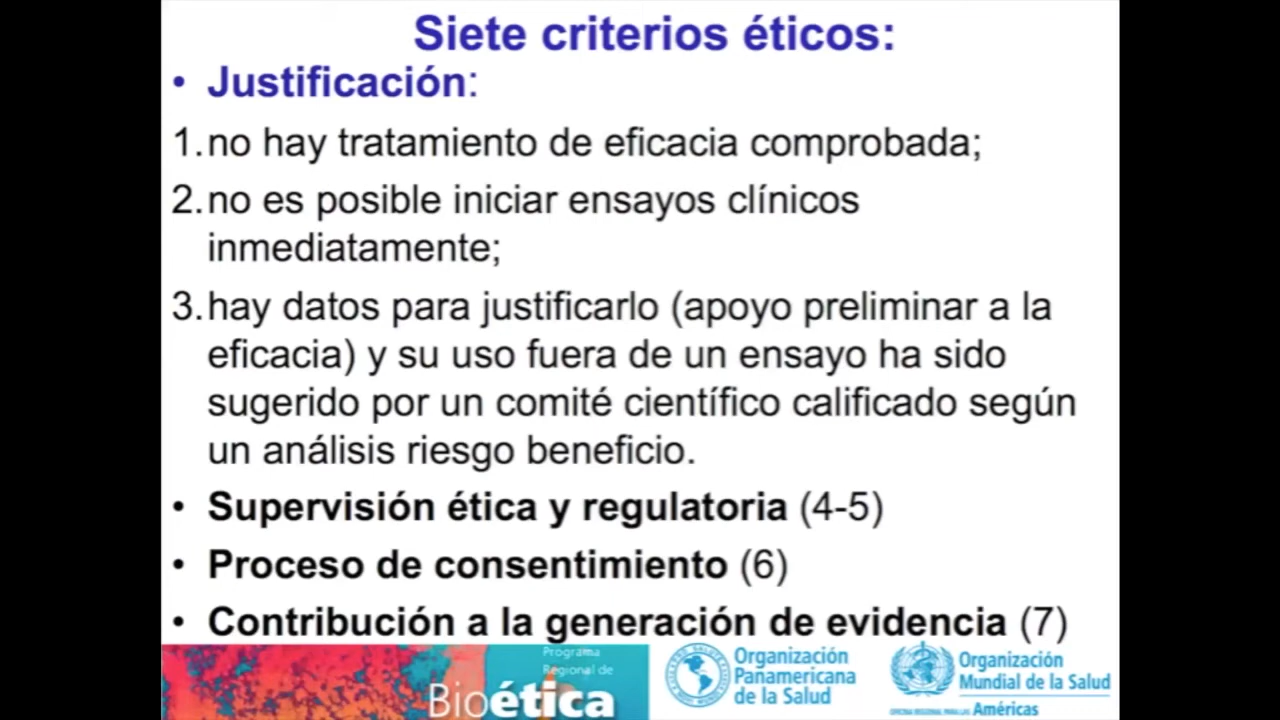 Siete criterios éticos:
• Justificación:
1. no hay tratamiento de eficacia comprobada;
2. no es posible iniciar ensayos clínicos
inmediatamente;
3. hay datos para justificarlo (apoyo preliminar a la
eficacia) y su uso fuera de un ensayo ha sido
sugerido por un comité científico calificado según
un análisis riesgo beneficio.
• Supervisión ética y regulatoria (4-5)
• Proceso de consentimiento (6)
• Contribución a la generación de evidencia (7)
Programa
Regional de
Bioética
Organización
Panamericana
de la Salud
Organización
Mundial de la Salud
OFICINA REGIONAL PARA LAS Américas